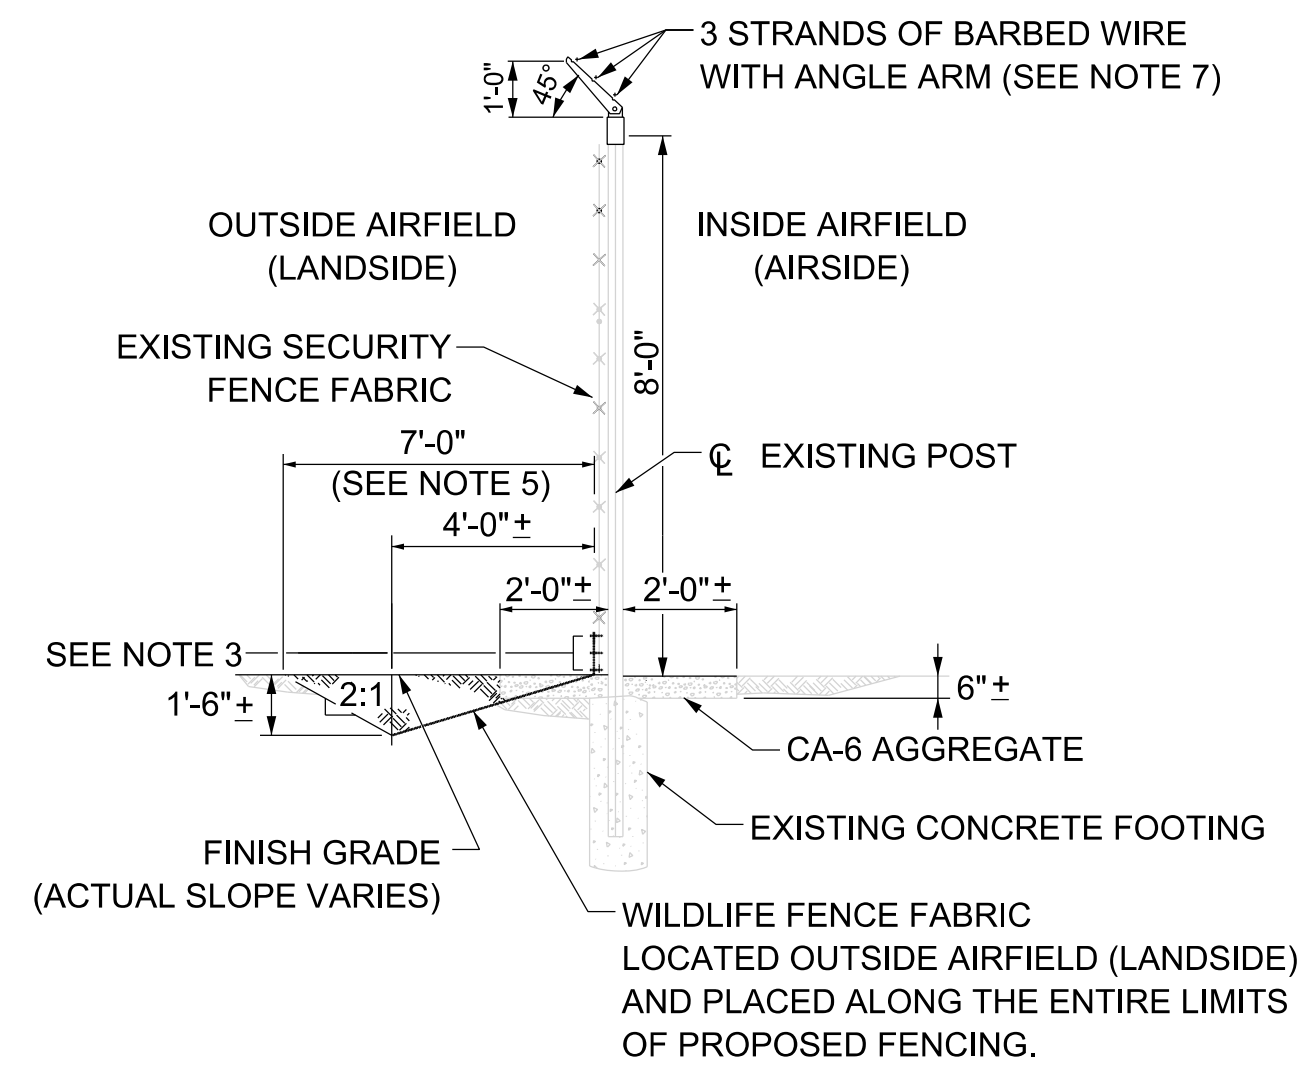 3 STRANDS OF BARBED WIRE
WITH ANGLE ARM (SEE NOTE 7)
1'-0"
45°
OUTSIDE AIRFIELD
(LANDSIDE)
INSIDE AIRFIELD
(AIRSIDE)
EXISTING SECURITY
FENCE FABRIC
8'-0"
7'-0"
(SEE NOTE 5)
℄ EXISTING POST
4'-0"±
2'-0"±
2'-0"±
SEE NOTE 3
1'-6"±
2:1
6"±
CA-6 AGGREGATE
EXISTING CONCRETE FOOTING
FINISH GRADE
(ACTUAL SLOPE VARIES)
WILDLIFE FENCE FABRIC
LOCATED OUTSIDE AIRFIELD (LANDSIDE)
AND PLACED ALONG THE ENTIRE LIMITS
OF PROPOSED FENCING.